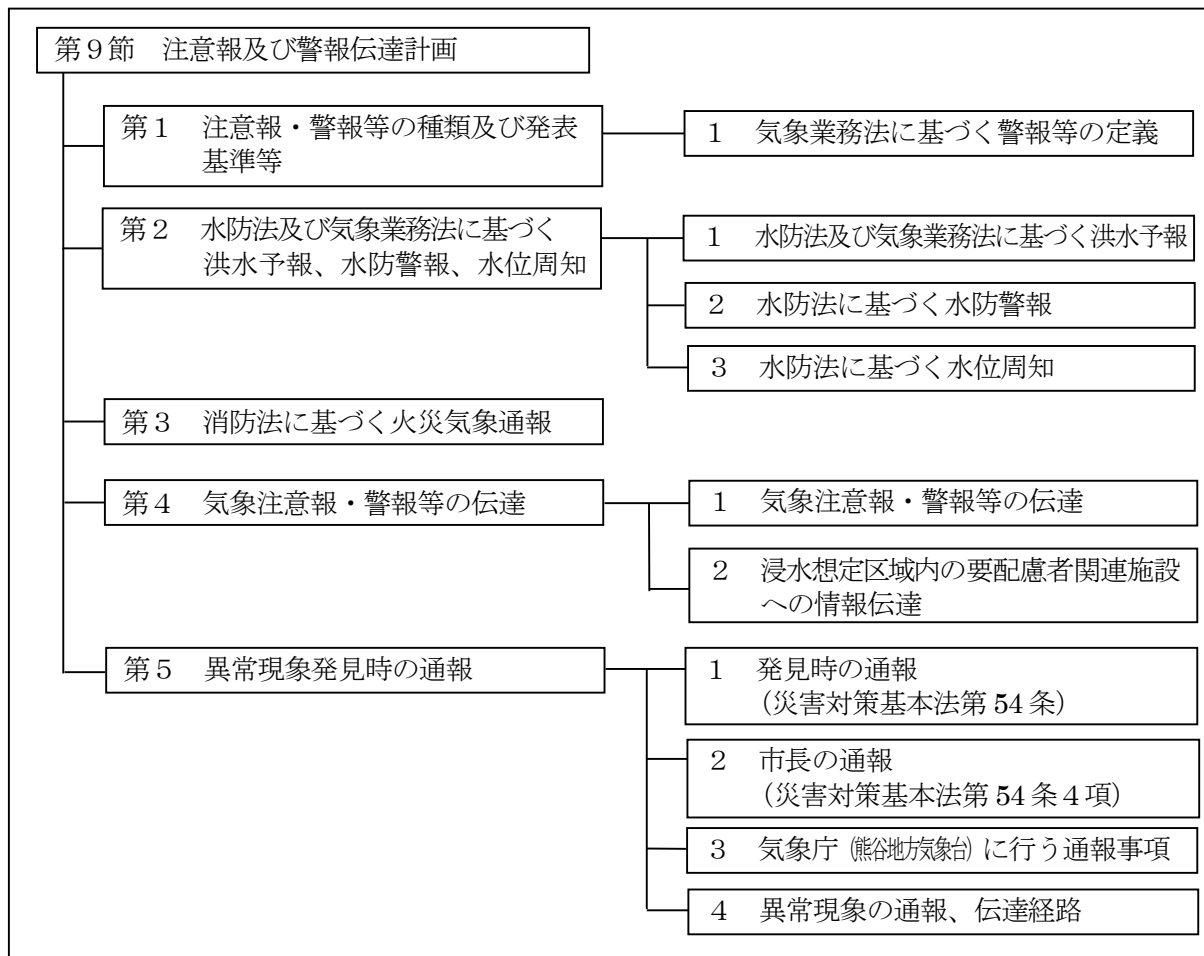 第９節　注意報及び警報伝達計画
第１　注意報・警報等の種類及び発表
基準等
１　気象業務法に基づく警報等の定義
第２　水防法及び気象業務法に基づく
洪水予報、水防警報、水位周知
１　水防法及び気象業務法に基づく洪水予報
２　水防法に基づく水防警報
３　水防法に基づく水位周知
第３　消防法に基づく火災気象通報
第４　気象注意報・警報等の伝達
１　気象注意報・警報等の伝達
２　浸水想定区域内の要配慮者関連施設
への情報伝達
第５　異常現象発見時の通報
１　発見時の通報
（災害対策基本法第 54 条）
２　市長の通報
（災害対策基本法第 54 条４項）
３　気象庁（熊谷地方気象台）に行う通報事項
４　異常現象の通報、伝達経路